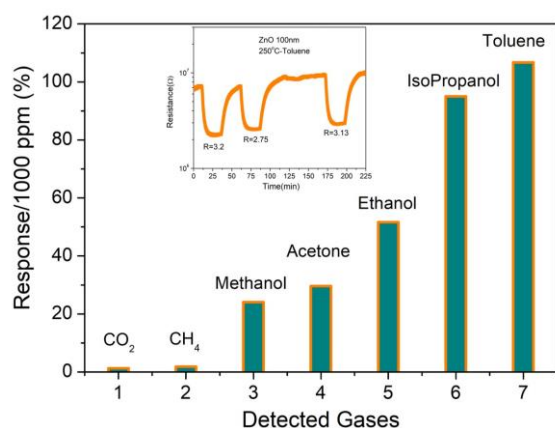 120
100
80
60
40
20
0
Response/1000 ppm (%)
CO₂
CH₄
Methanol
Acetone
Ethanol
IsoPropanol
Toluene
1 2 3 4 5 6 7
Detected Gases
ZnO 100nm
250°C-Toluene
Resistance(Ω)
10⁷
10⁶
R=3.2
R=2.75
R=3.13
0 25 50 75 100 125 150 175 200 225
Time(min)